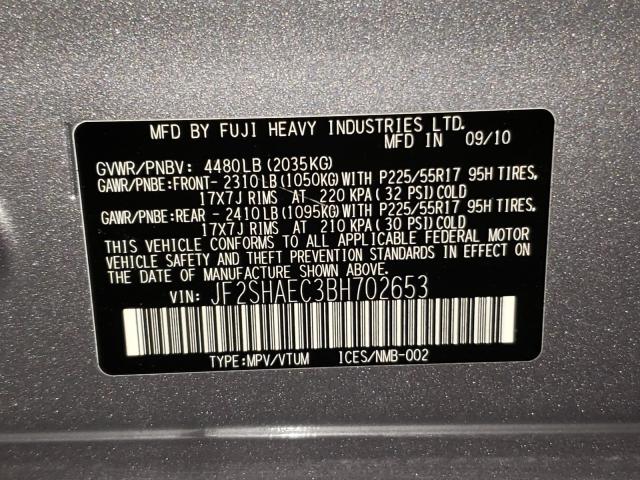 MFD BY FUJI HEAVY INDUSTRIES LTD.
MFD IN 09/10
GVWR/PNBV: 4480LB (2035KG)
GAWR/PNBE:FRONT- 2310LB (1050KG) WITH P225/55R17 95H TIRES,
17X7J RIMS AT 220 KPA (32 PSI) COLD
GAWR/PNBE:REAR - 2410LB (1095KG) WITH P225/55R17 95H TIRES,
17X7J RIMS AT 210 KPA (30 PSI) COLD
THIS VEHICLE CONFORMS TO ALL APPLICABLE FEDERAL MOTOR
VEHICLE SAFETY AND THEFT PREVENTION STANDARDS IN EFFECT ON
THE DATE OF MANUFACTURE SHOWN ABOVE.
VIN: JF2SHAEC3BH702653
TYPE:MPV/VTUM ICES/NMB-002